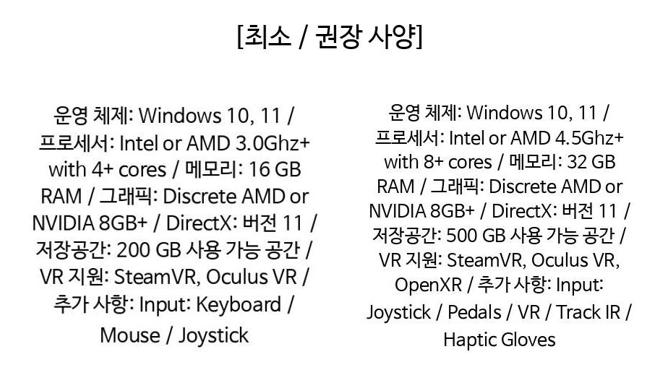 [최소 / 권장 사양]
운영 체제: Windows 10, 11 /
프로세서: Intel or AMD 3.0Ghz+
with 4+ cores / 메모리: 16 GB
RAM / 그래픽: Discrete AMD or
NVIDIA 8GB+ / DirectX: 버전 11 /
저장공간: 200 GB 사용 가능 공간 /
VR 지원: SteamVR, Oculus VR /
추가 사항: Input: Keyboard /
Mouse / Joystick
운영 체제: Windows 10, 11 /
프로세서: Intel or AMD 4.5Ghz+
with 8+ cores / 메모리: 32 GB
RAM / 그래픽: Discrete AMD or
NVIDIA 8GB+ / DirectX: 버전 11 /
저장공간: 500 GB 사용 가능 공간 /
VR 지원: SteamVR, Oculus VR,
OpenXR / 추가 사항: Input:
Joystick / Pedals / VR / Track IR /
Haptic Gloves